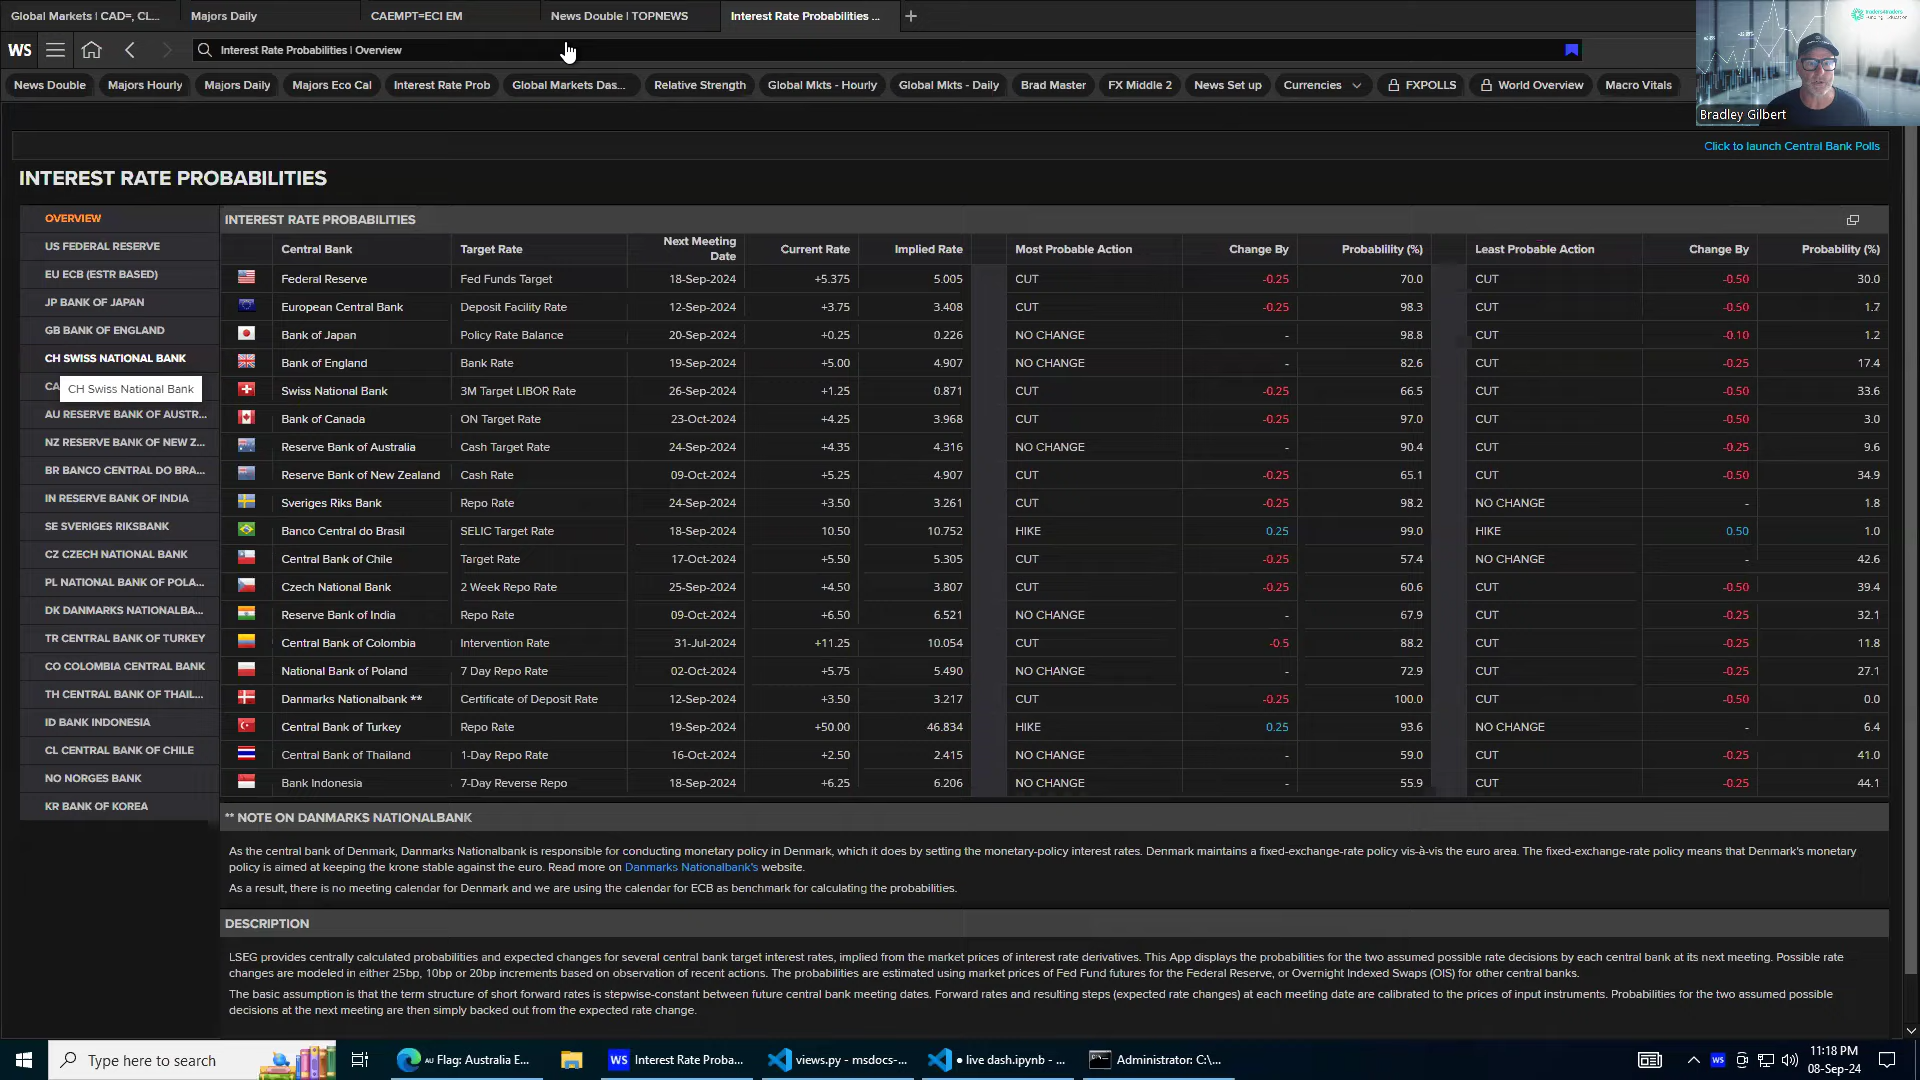 Global Markets | CAD=, CL...
Majors Daily
CAEMPT=ECI EM
News Double | TOPNEWS
Interest Rate Probabilities ...
WS
Interest Rate Probabilities | Overview
News Double
Majors Hourly
Majors Daily
Majors Eco Cal
Interest Rate Prob
Global Markets Das...
Relative Strength
Global Mkts - Hourly
Global Mkts - Daily
Brad Master
FX Middle 2
News Set up
Currencies
FXPOLLS
World Overview
Macro Vitals
Bradley Gilbert
Click to launch Central Bank Polls
INTEREST RATE PROBABILITIES
OVERVIEW
US FEDERAL RESERVE
EU ECB (ESTR BASED)
JP BANK OF JAPAN
GB BANK OF ENGLAND
CH SWISS NATIONAL BANK
CA
CH Swiss National Bank
AU RESERVE BANK OF AUSTR...
NZ RESERVE BANK OF NEW Z...
BR BANCO CENTRAL DO BRA...
IN RESERVE BANK OF INDIA
SE SVERIGES RIKSBANK
CZ CZECH NATIONAL BANK
PL NATIONAL BANK OF POLA...
DK DANMARKS NATIONALBA...
TR CENTRAL BANK OF TURKEY
CO COLOMBIA CENTRAL BANK
TH CENTRAL BANK OF THAIL...
ID BANK INDONESIA
CL CENTRAL BANK OF CHILE
NO NORGES BANK
KR BANK OF KOREA
INTEREST RATE PROBABILITIES
Central Bank Target Rate Next Meeting Date Current Rate Implied Rate Most Probable Action Change By Probablility (%) Least Probable Action Change By Probability (%)
Federal Reserve Fed Funds Target 18-Sep-2024 +5.375 5.005 CUT -0.25 70.0 CUT -0.50 30.0
European Central Bank Deposit Facility Rate 12-Sep-2024 +3.75 3.408 CUT -0.25 98.3 CUT -0.50 1.7
Bank of Japan Policy Rate Balance 20-Sep-2024 +0.25 0.226 NO CHANGE - 98.8 CUT -0.10 1.2
Bank of England Bank Rate 19-Sep-2024 +5.00 4.907 NO CHANGE - 82.6 CUT -0.25 17.4
Swiss National Bank 3M Target LIBOR Rate 26-Sep-2024 +1.25 0.871 CUT -0.25 66.5 CUT -0.50 33.6
Bank of Canada ON Target Rate 23-Oct-2024 +4.25 3.968 CUT -0.25 97.0 CUT -0.50 3.0
Reserve Bank of Australia Cash Target Rate 24-Sep-2024 +4.35 4.316 NO CHANGE - 90.4 CUT -0.25 9.6
Reserve Bank of New Zealand Cash Rate 09-Oct-2024 +5.25 4.907 CUT -0.25 65.1 CUT -0.50 34.9
Sveriges Riks Bank Repo Rate 24-Sep-2024 +3.50 3.261 CUT -0.25 98.2 NO CHANGE - 1.8
Banco Central do Brasil SELIC Target Rate 18-Sep-2024 10.50 10.752 HIKE 0.25 99.0 HIKE 0.50 1.0
Central Bank of Chile Target Rate 17-Oct-2024 +5.50 5.305 CUT -0.25 57.4 NO CHANGE - 42.6
Czech National Bank 2 Week Repo Rate 25-Sep-2024 +4.50 3.807 CUT -0.25 60.6 CUT -0.50 39.4
Reserve Bank of India Repo Rate 09-Oct-2024 +6.50 6.521 NO CHANGE - 67.9 CUT -0.25 32.1
Central Bank of Colombia Intervention Rate 31-Jul-2024 +11.25 10.054 CUT -0.5 88.2 CUT -0.25 11.8
National Bank of Poland 7 Day Repo Rate 02-Oct-2024 +5.75 5.490 NO CHANGE - 72.9 CUT -0.25 27.1
Danmarks Nationalbank ** Certificate of Deposit Rate 12-Sep-2024 +3.50 3.217 CUT -0.25 100.0 CUT -0.50 0.0
Central Bank of Turkey Repo Rate 19-Sep-2024 +50.00 46.834 HIKE 0.25 93.6 NO CHANGE - 6.4
Central Bank of Thailand 1-Day Repo Rate 16-Oct-2024 +2.50 2.415 NO CHANGE - 59.0 CUT -0.25 41.0
Bank Indonesia 7-Day Reverse Repo 18-Sep-2024 +6.25 6.206 NO CHANGE - 55.9 CUT -0.25 44.1
** NOTE ON DANMARKS NATIONALBANK
As the central bank of Denmark, Danmarks Nationalbank is responsible for conducting monetary policy in Denmark, which it does by setting the monetary-policy interest rates. Denmark maintains a fixed-exchange-rate policy vis-à-vis the euro area. The fixed-exchange-rate policy means that Denmark's monetary
policy is aimed at keeping the krone stable against the euro. Read more on Danmarks Nationalbank's website.
As a result, there is no meeting calendar for Denmark and we are using the calendar for ECB as benchmark for calculating the probabilities.
DESCRIPTION
LSEG provides centrally calculated probabilities and expected changes for several central bank target interest rates, implied from the market prices of interest rate derivatives. This App displays the probabilities for the two assumed possible rate decisions by each central bank at its next meeting. Possible rate
changes are modeled in either 25bp, 10bp or 20bp increments based on observation of recent actions. The probabilities are estimated using market prices of Fed Fund futures for the Federal Reserve, or Overnight Indexed Swaps (OIS) for other central banks.
The basic assumption is that the term structure of short forward rates is stepwise-constant between future central bank meeting dates. Forward rates and resulting steps (expected rate changes) at each meeting date are calibrated to the prices of input instruments. Probabilities for the two assumed possible
decisions at the next meeting are then simply backed out from the expected rate change.
Type here to search
AU Flag: Australia E...
WS Interest Rate Proba...
views.py - msdocs-...
● live dash.ipynb - ...
Administrator: C:\...
WS
11:18 PM
08-Sep-24